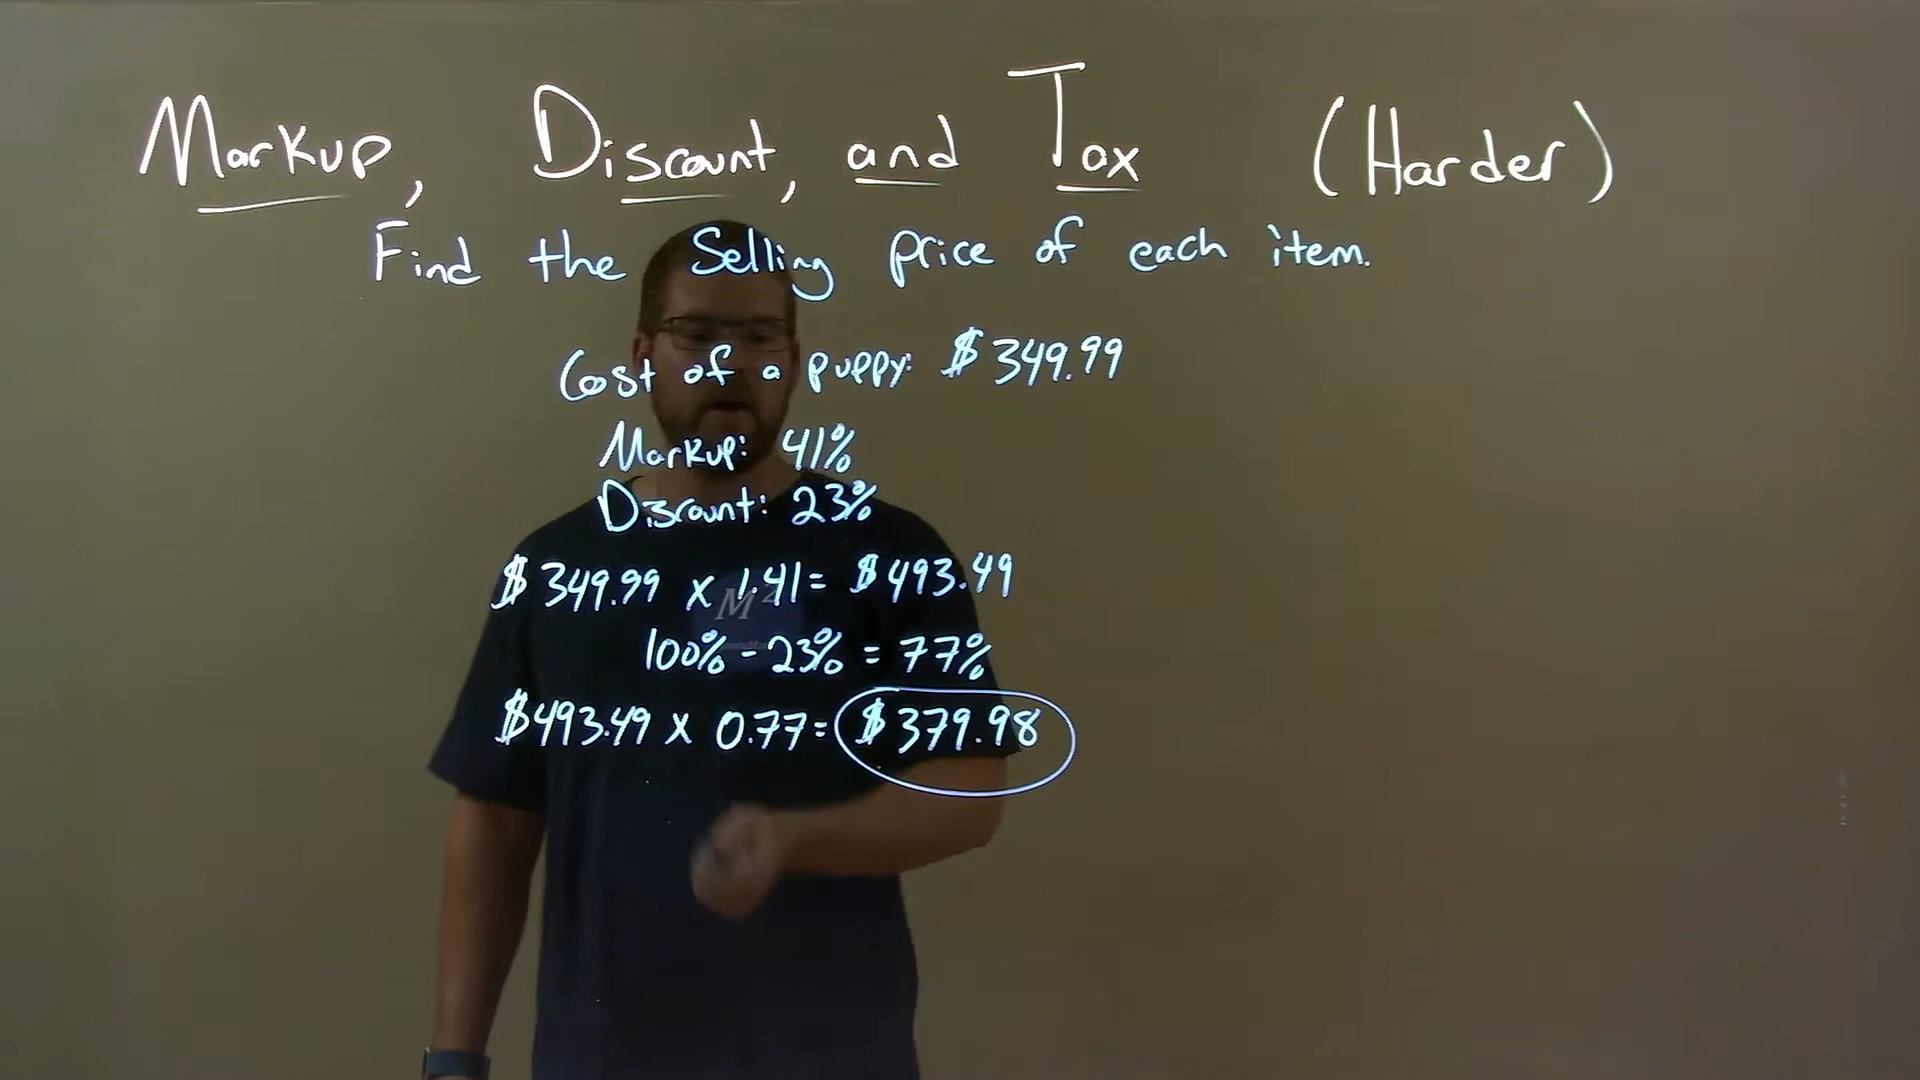 Markup, Discount, and Tax (Harder)
Find the Selling price of each item.
Cost of a puppy: $349.99
Markup: 41%
Discount: 23%
$349.99 x 1.41 = $493.49
M²
100% - 23% = 77%
$493.49 x 0.77 = $379.98